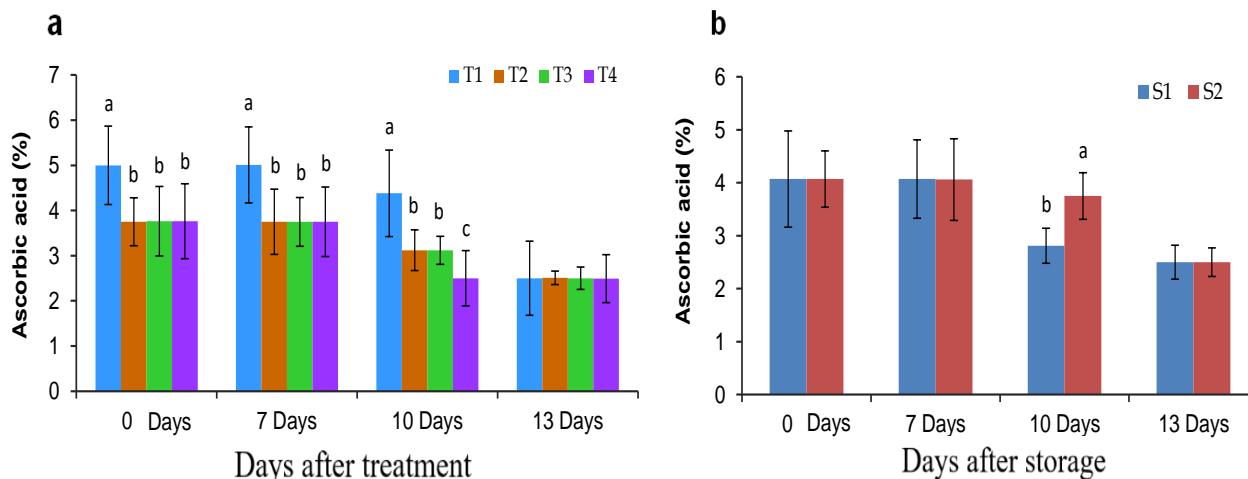 a
7
6
5
4
3
2
1
0
Ascorbic acid (%)
T1 T2 T3 T4
a b b b
a b b b
a b b c
0 Days 7 Days 10 Days 13 Days
Days after treatment
b
6
5
4
3
2
1
0
Ascorbic acid (%)
S1 S2
b a
0 Days 7 Days 10 Days 13 Days
Days after storage